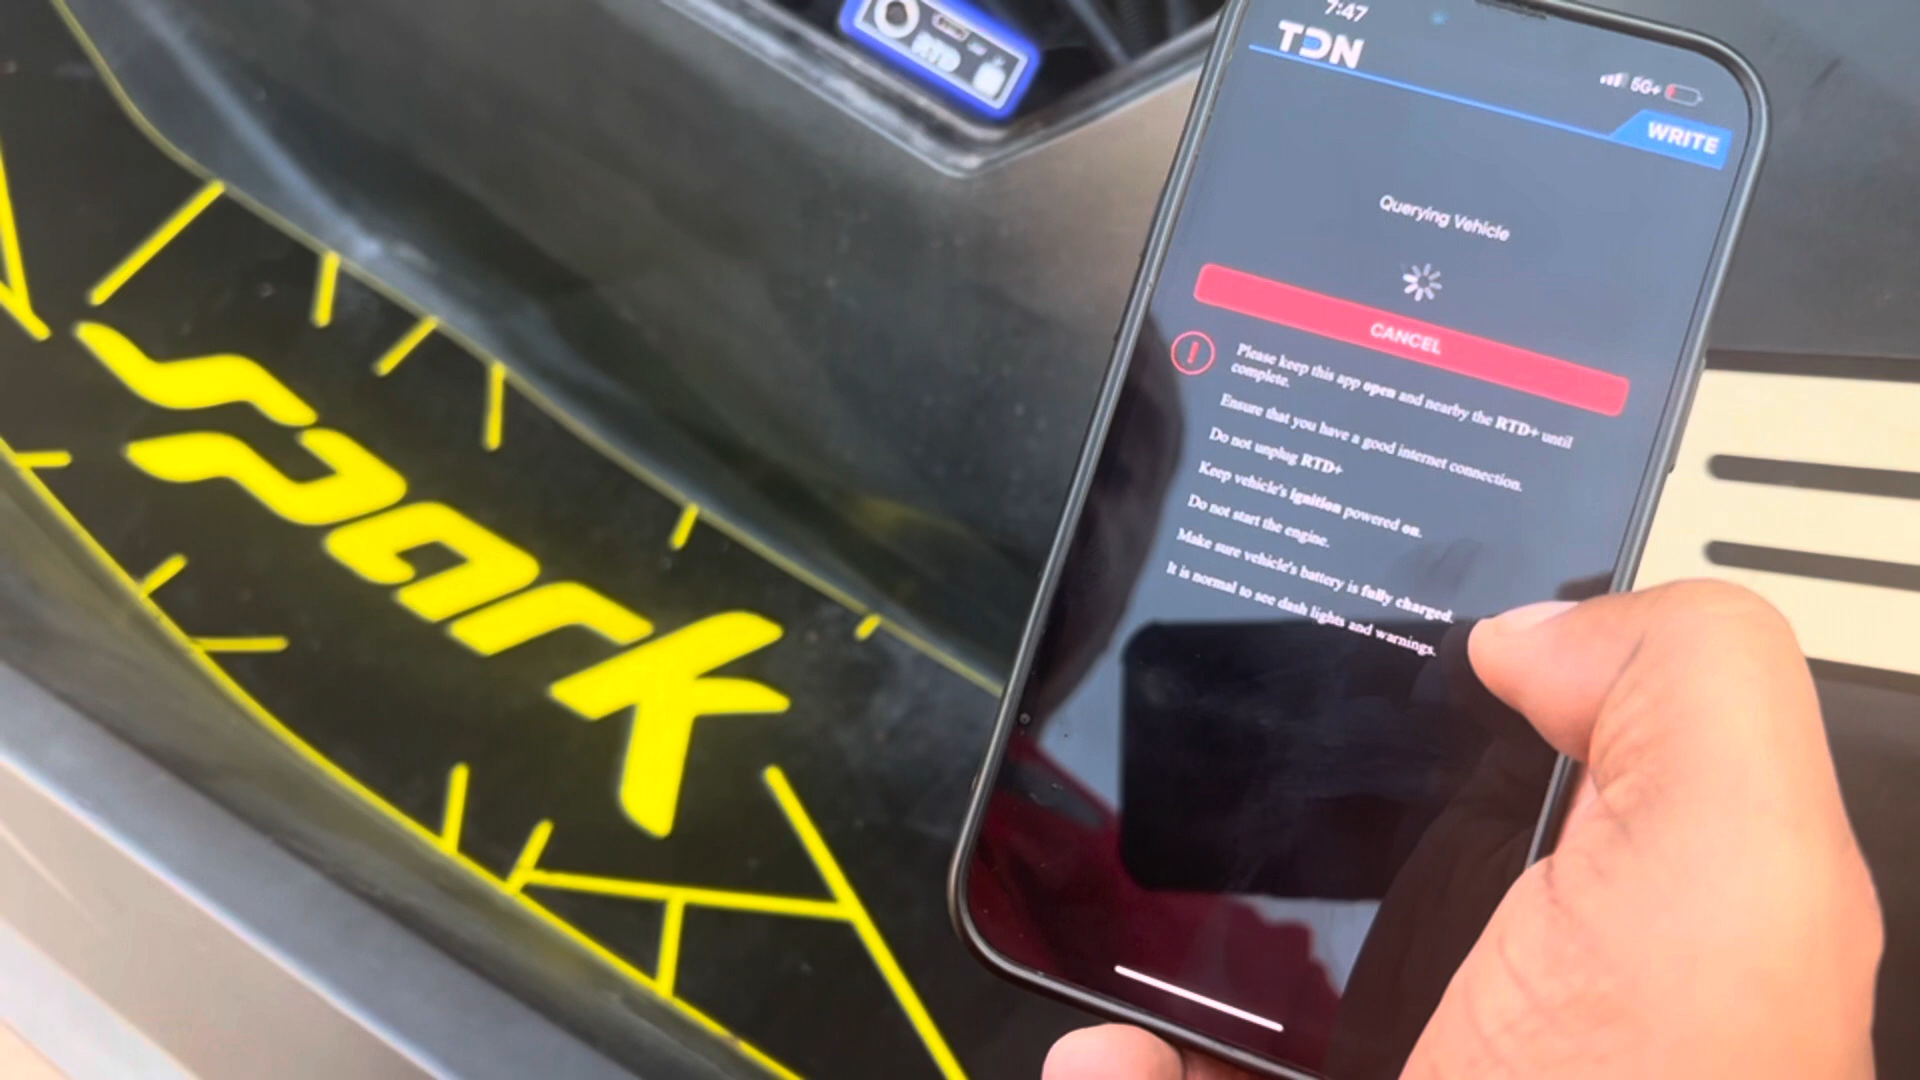 RTD
7:47
TDN
5G+
WRITE
Querying Vehicle
CANCEL
!
Please keep this app open and nearby the RTD+ until
complete.
Ensure that you have a good internet connection.
Do not unplug RTD+
Keep vehicle's ignition powered on.
Do not start the engine.
Make sure vehicle's battery is fully charged.
It is normal to see dash lights and warnings.
spark